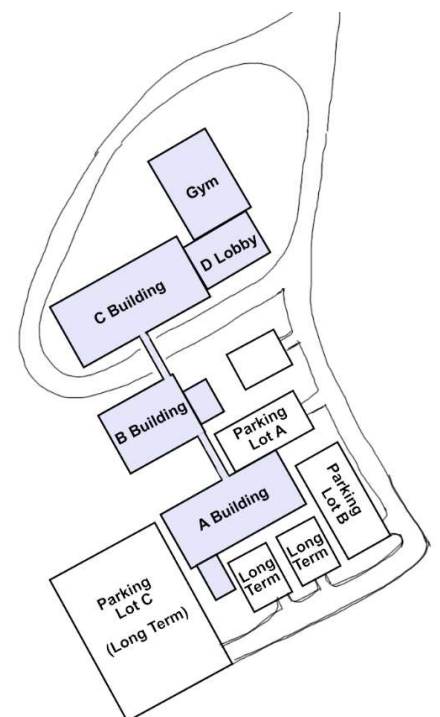 Gym
D Lobby
C Building
B Building
Parking
Lot A
Parking
Lot B
A Building
Long
Term
Long
Term
Parking
Lot C
(Long Term)